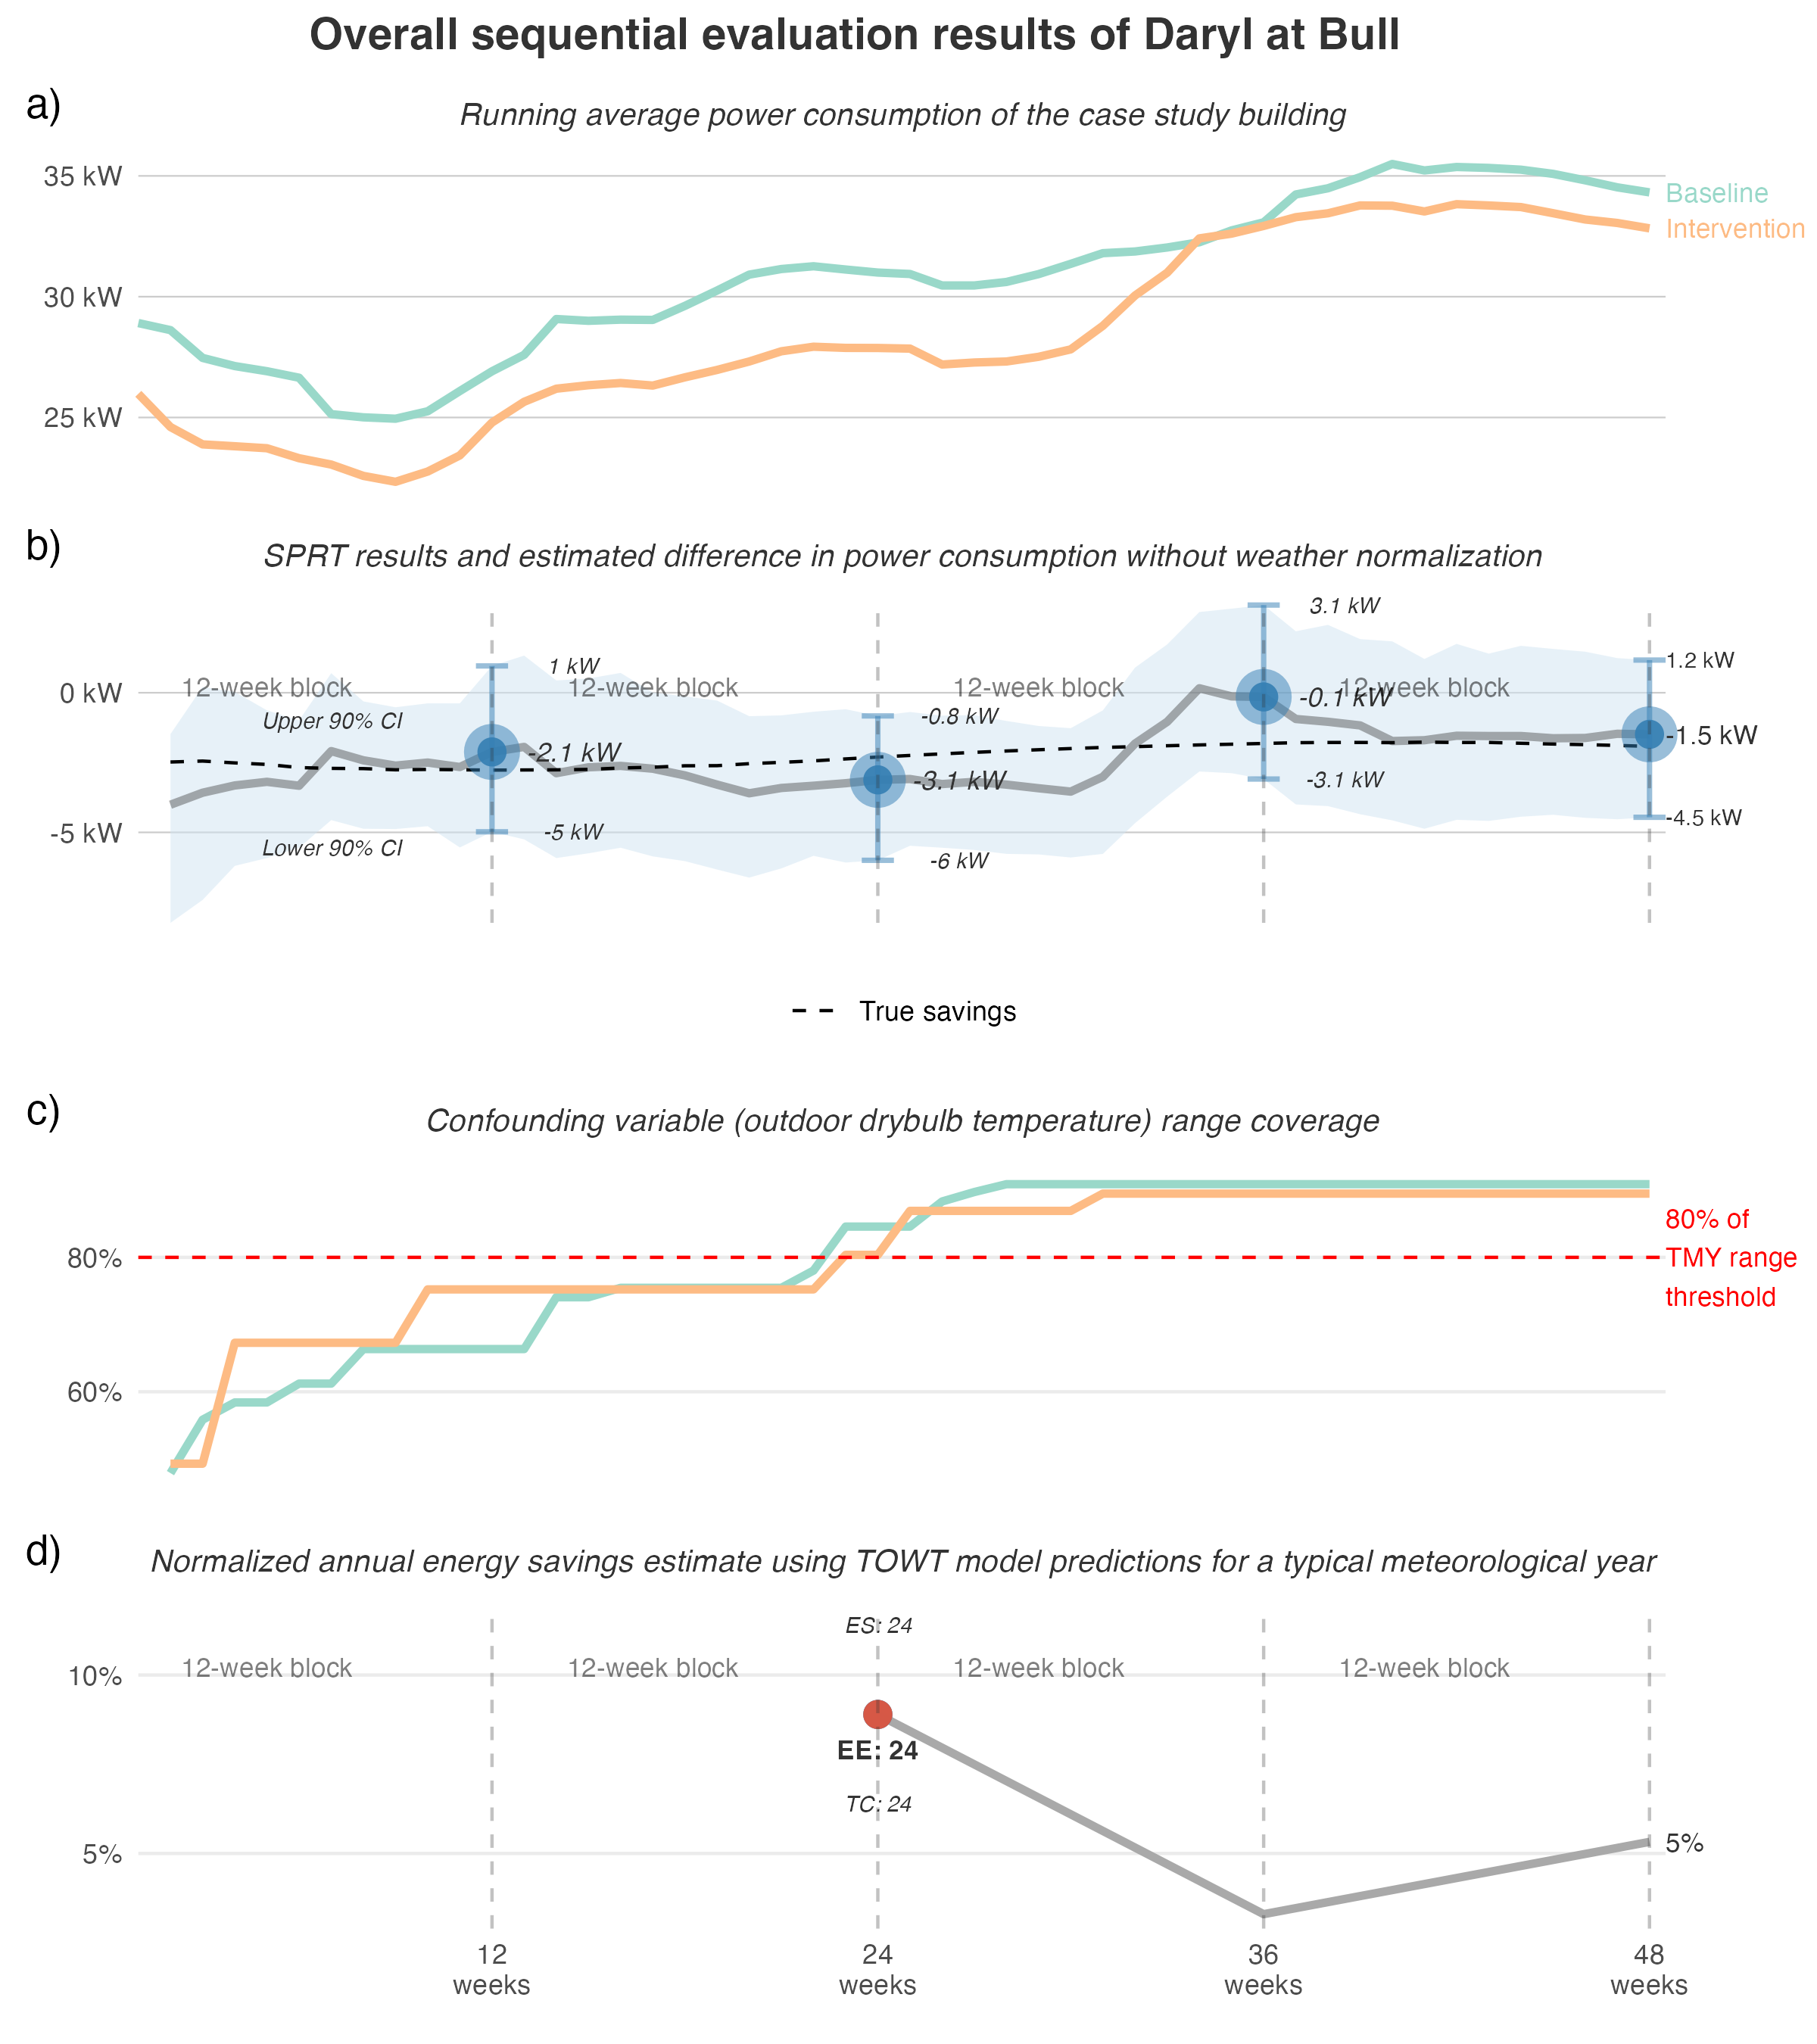 Overall sequential evaluation results of Daryl at Bull
a)
Running average power consumption of the case study building
35 kW
30 kW
25 kW
Baseline
Intervention
b)
SPRT results and estimated difference in power consumption without weather normalization
0 kW
-5 kW
12-week block
12-week block
12-week block
12-week block
Upper 90% CI
Lower 90% CI
1 kW
-2.1 kW
-5 kW
-0.8 kW
-3.1 kW
-6 kW
3.1 kW
-0.1 kW
-3.1 kW
1.2 kW
-1.5 kW
-4.5 kW
True savings
c)
Confounding variable (outdoor drybulb temperature) range coverage
80%
60%
80% of
TMY range
threshold
d)
Normalized annual energy savings estimate using TOWT model predictions for a typical meteorological year
10%
5%
12-week block
12-week block
12-week block
12-week block
ES: 24
EE: 24
TC: 24
5%
12
weeks
24
weeks
36
weeks
48
weeks